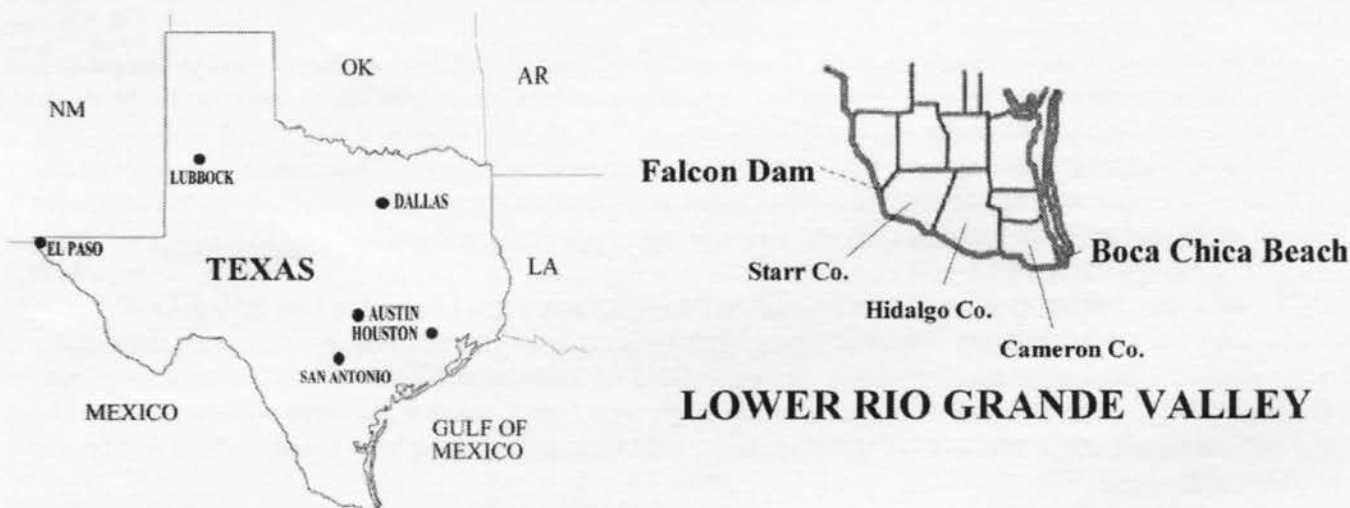 OK
AR
NM
LUBBOCK
DALLAS
EL PASO
TEXAS
LA
AUSTIN
HOUSTON
SAN ANTONIO
MEXICO
GULF OF
MEXICO
Falcon Dam
Boca Chica Beach
Starr Co.
Hidalgo Co.
Cameron Co.
LOWER RIO GRANDE VALLEY